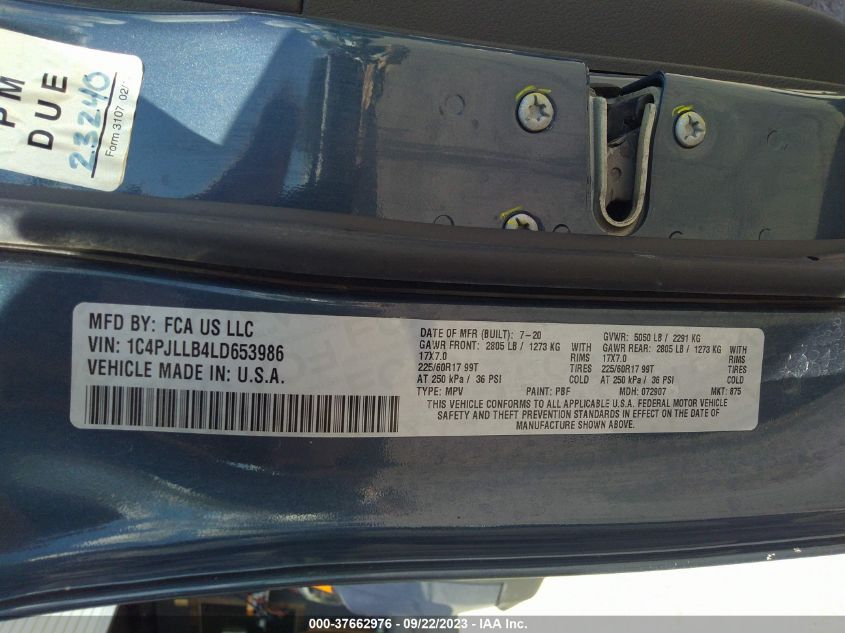 PM
DUE
23240
Form 3107
MFD BY: FCA US LLC
VIN: 1C4PJLLB4LD653986
VEHICLE MADE IN: U.S.A.
DATE OF MFR (BUILT): 7-20 GVWR: 5050 LB / 2291 KG
GAWR FRONT: 2805 LB / 1273 KG WITH GAWR REAR: 2805 LB / 1273 KG WITH
17X7.0 RIMS 17X7.0 RIMS
225/60R17 99T TIRES 225/60R17 99T TIRES
AT 250 kPa / 36 PSI COLD AT 250 kPa / 36 PSI COLD
TYPE: MPV PAINT: PBF MDH: 072907 MKT: 875
THIS VEHICLE CONFORMS TO ALL APPLICABLE U.S.A. FEDERAL MOTOR VEHICLE
SAFETY AND THEFT PREVENTION STANDARDS IN EFFECT ON THE DATE OF
MANUFACTURE SHOWN ABOVE.
000-37662976 - 09/22/2023 - IAA Inc.